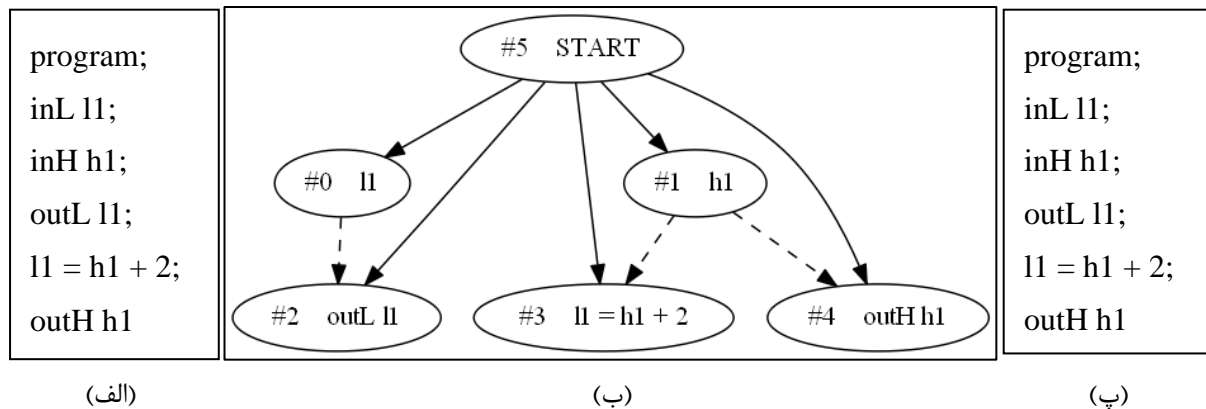 program;
inL l1;
inH h1;
outL l1;
l1 = h1 + 2;
outH h1
(الف)
#5 START
#0 l1
#1 h1
#2 outL l1
#3 l1 = h1 + 2
#4 outH h1
(ب)
program;
inL l1;
inH h1;
outL l1;
l1 = h1 + 2;
outH h1
(پ)